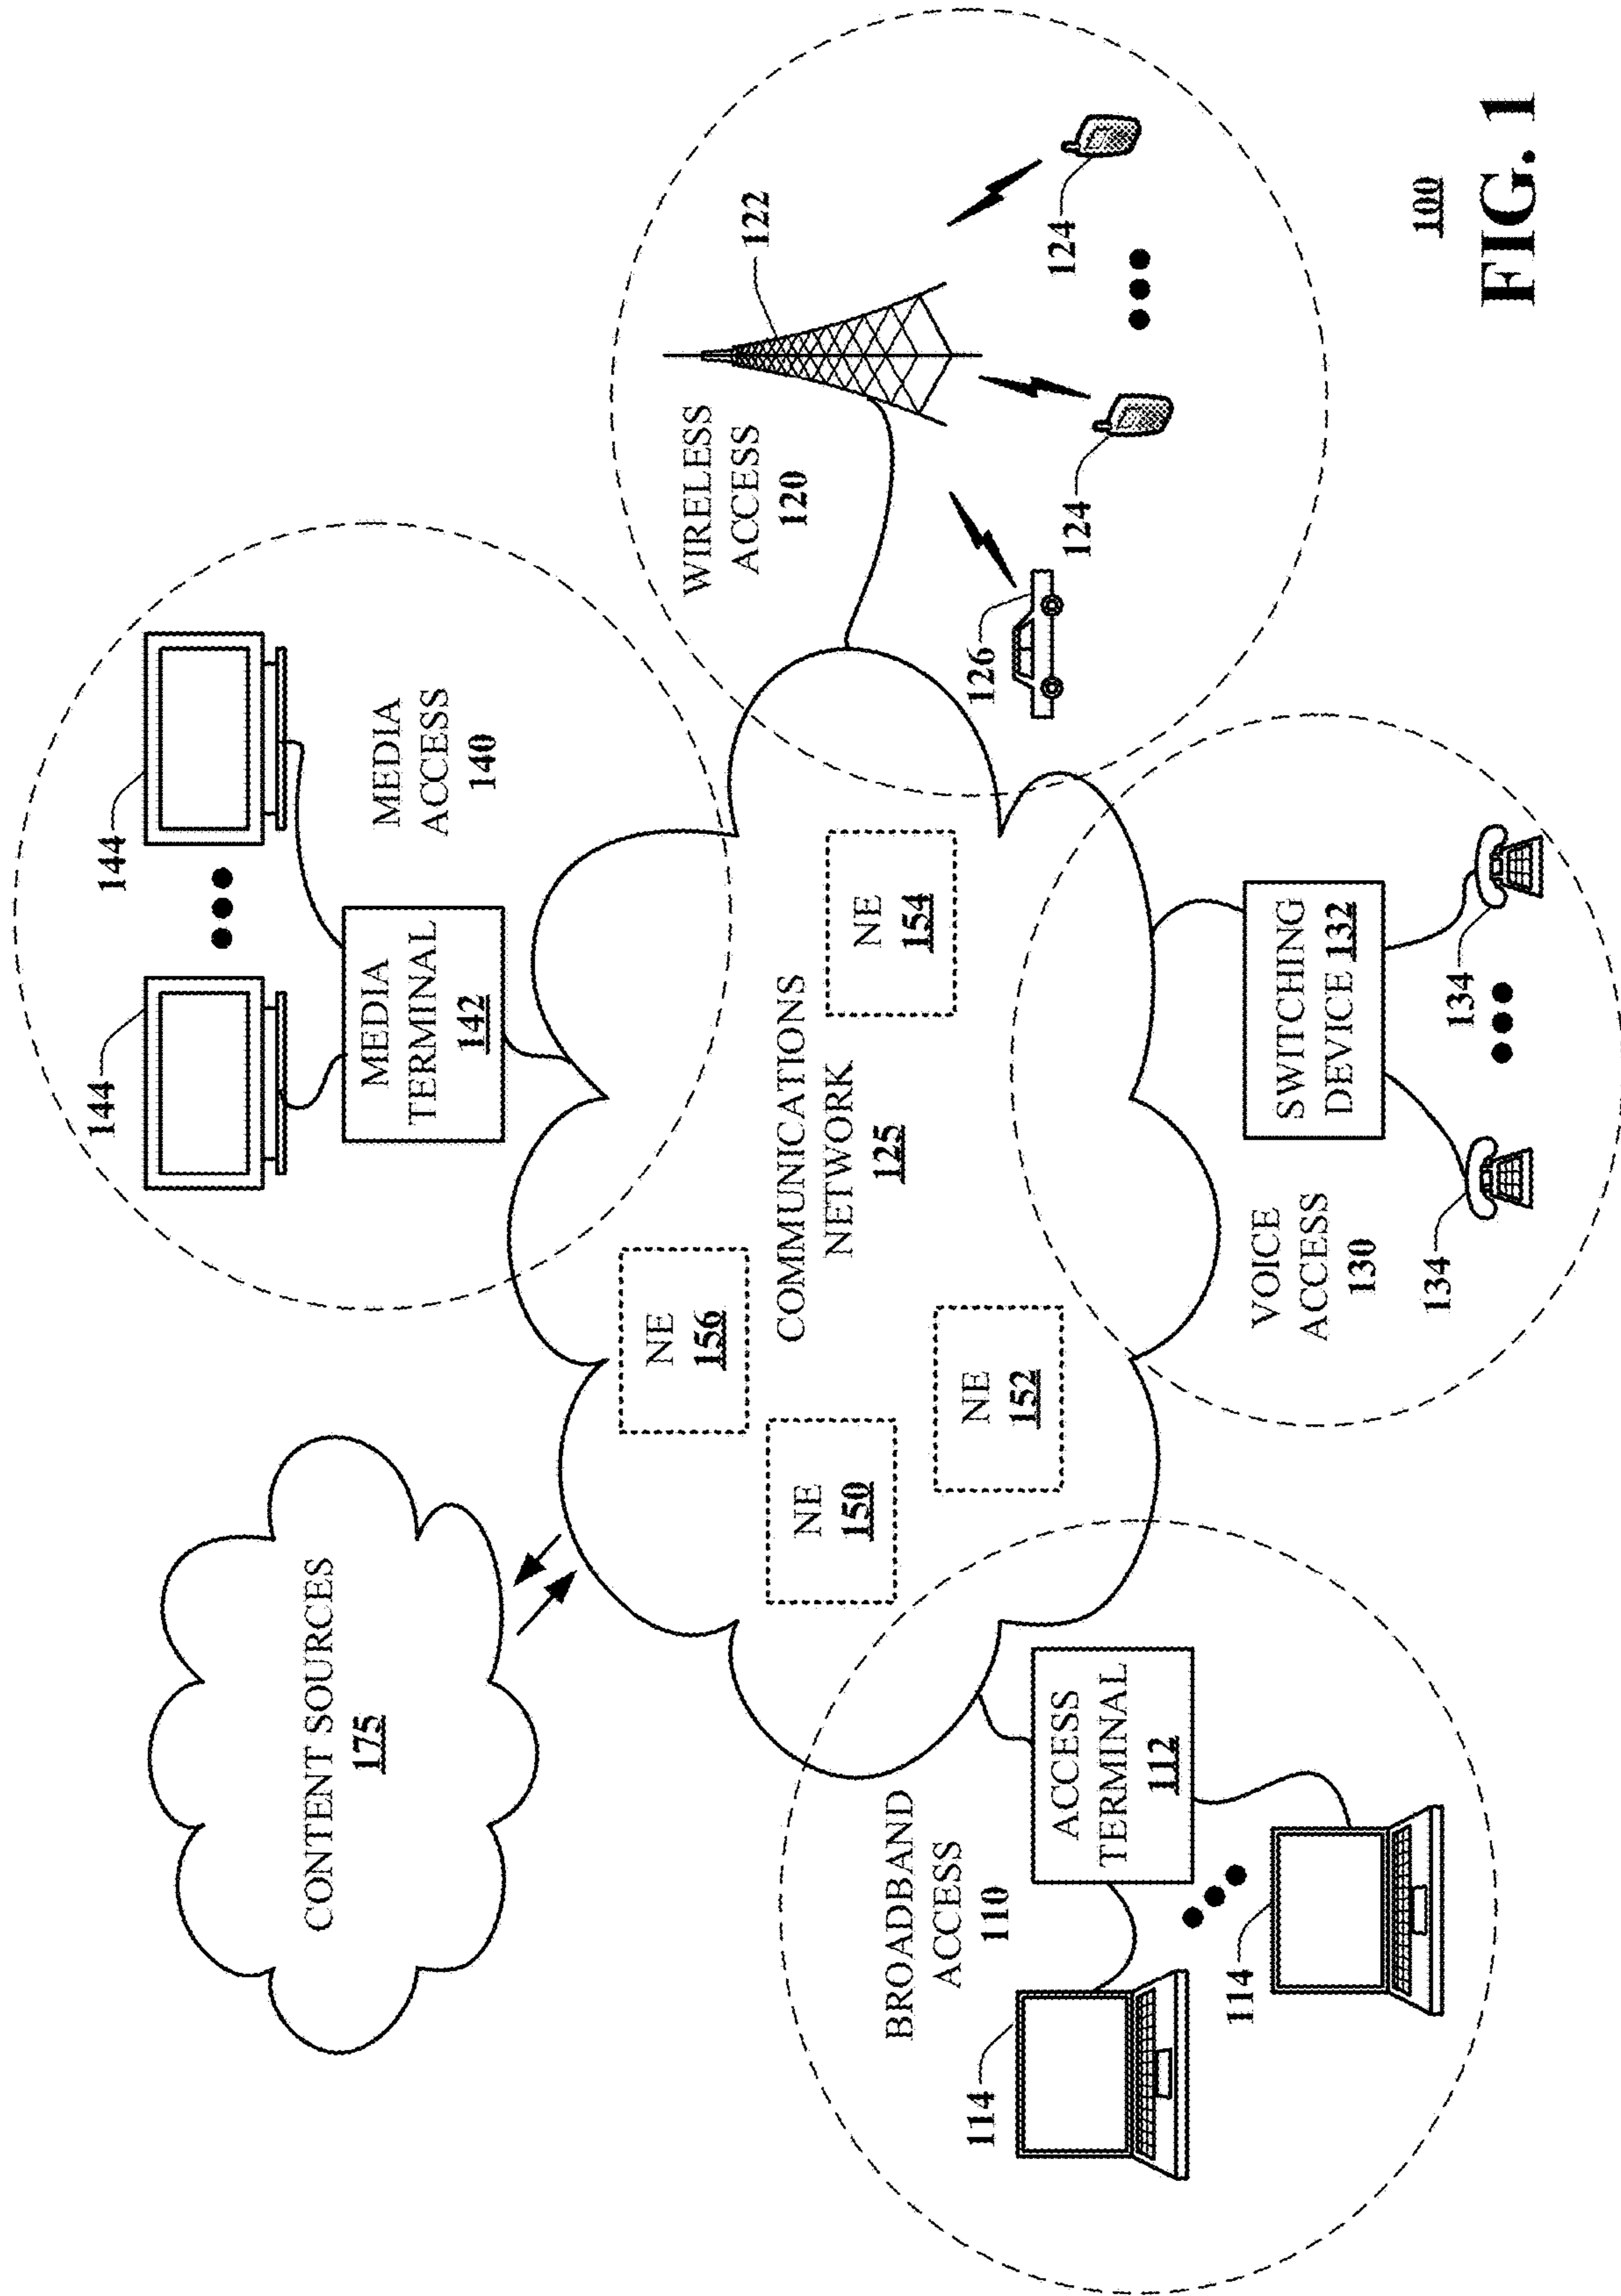 CONTENT SOURCES
175
144
144
MEDIA
TERMINAL
142
MEDIA
ACCESS
140
WIRELESS
ACCESS
120
122
124
124
126
COMMUNICATIONS
NETWORK
125
NE
156
NE
150
NE
152
NE
154
BROADBAND
ACCESS
110
ACCESS
TERMINAL
112
114
114
VOICE
ACCESS
130
SWITCHING
DEVICE 132
134
134
100
FIG. 1